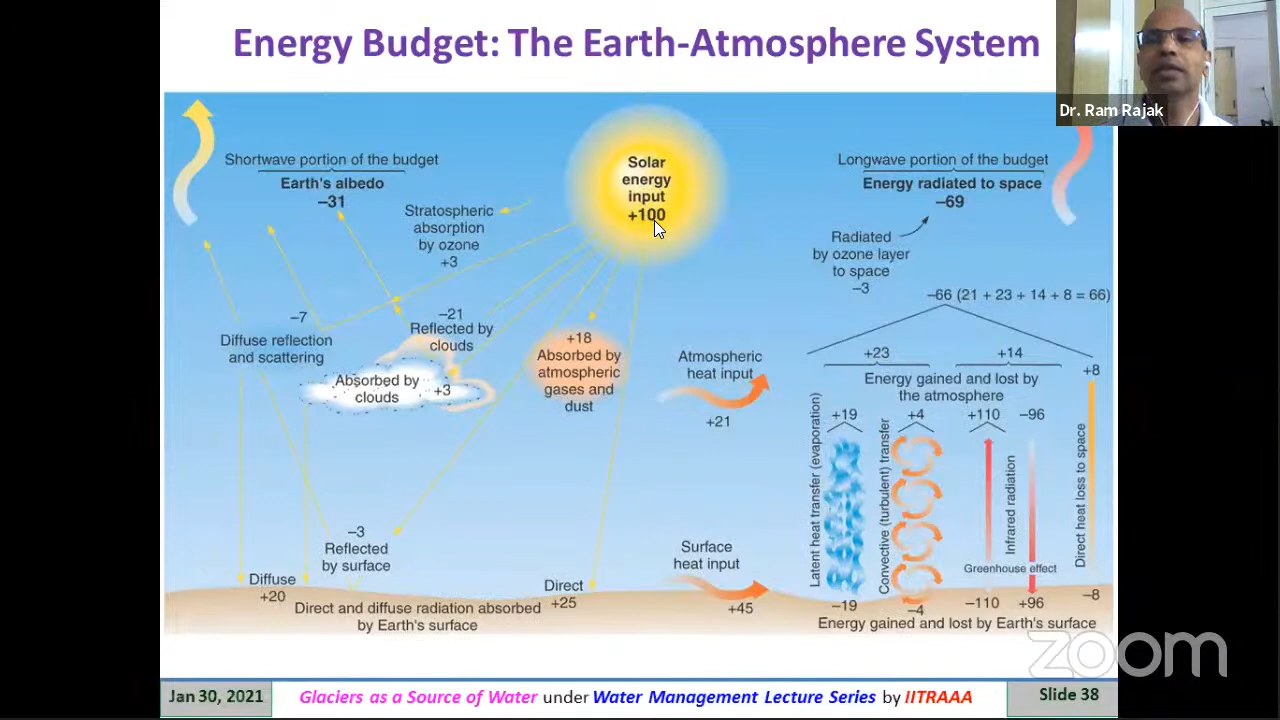 Energy Budget: The Earth-Atmosphere System
Dr. Ram Rajak
Shortwave portion of the budget
Earth's albedo
−31
Stratospheric
absorption
by ozone
+3
Solar
energy
input
+100
Longwave portion of the budget
Energy radiated to space
−69
Radiated
by ozone layer
to space
−3
−66 (21 + 23 + 14 + 8 = 66)
−7
Diffuse reflection
and scattering
−21
Reflected by
clouds
Absorbed by
clouds
+3
+18
Absorbed by
atmospheric
gases and
dust
Atmospheric
heat input
+21
+23
+14
+8
Energy gained and lost by
the atmosphere
+19
+4
+110
−96
Latent heat transfer (evaporation)
Convective (turbulent) transfer
Infrared radiation
Direct heat loss to space
Greenhouse effect
−3
Reflected
by surface
Diffuse
+20
Direct and diffuse radiation absorbed
by Earth's surface
Direct
+25
Surface
heat input
+45
−19
−4
−110
+96
−8
Energy gained and lost by Earth's surface
zoom
Jan 30, 2021
Glaciers as a Source of Water under Water Management Lecture Series by IITRAAA
Slide 38